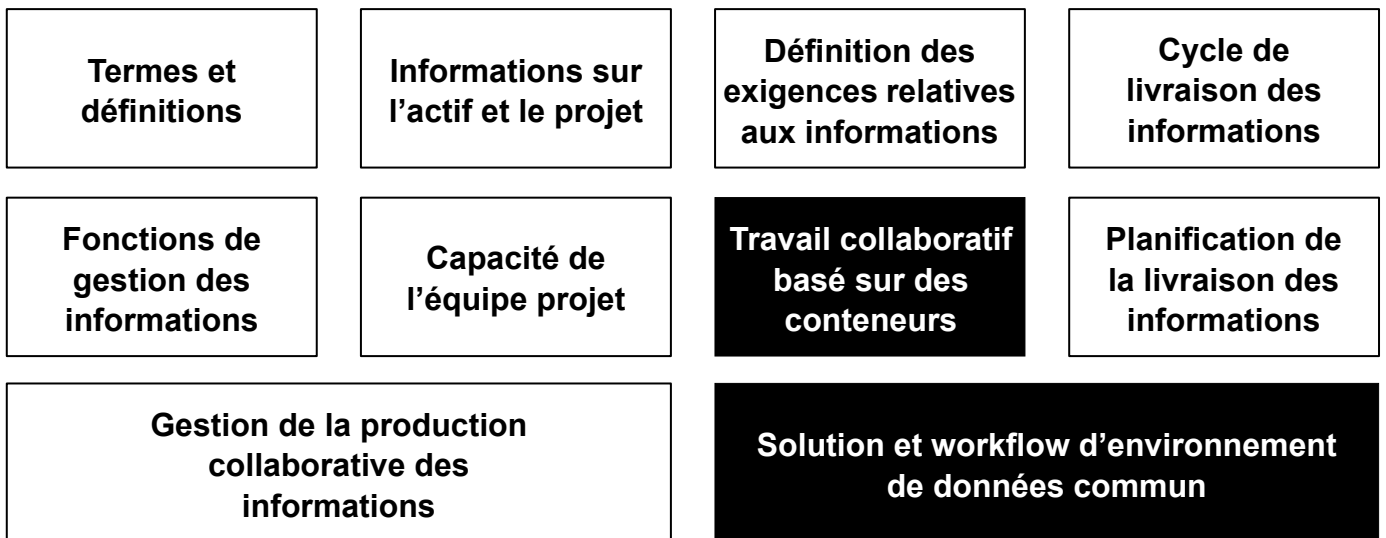 Termes et
définitions
Informations sur
l’actif et le projet
Définition des
exigences relatives
aux informations
Cycle de
livraison des
informations
Fonctions de
gestion des
informations
Capacité de
l’équipe projet
Travail collaboratif
basé sur des
conteneurs
Planification de
la livraison des
informations
Gestion de la production
collaborative des
informations
Solution et workflow d’environnement
de données commun